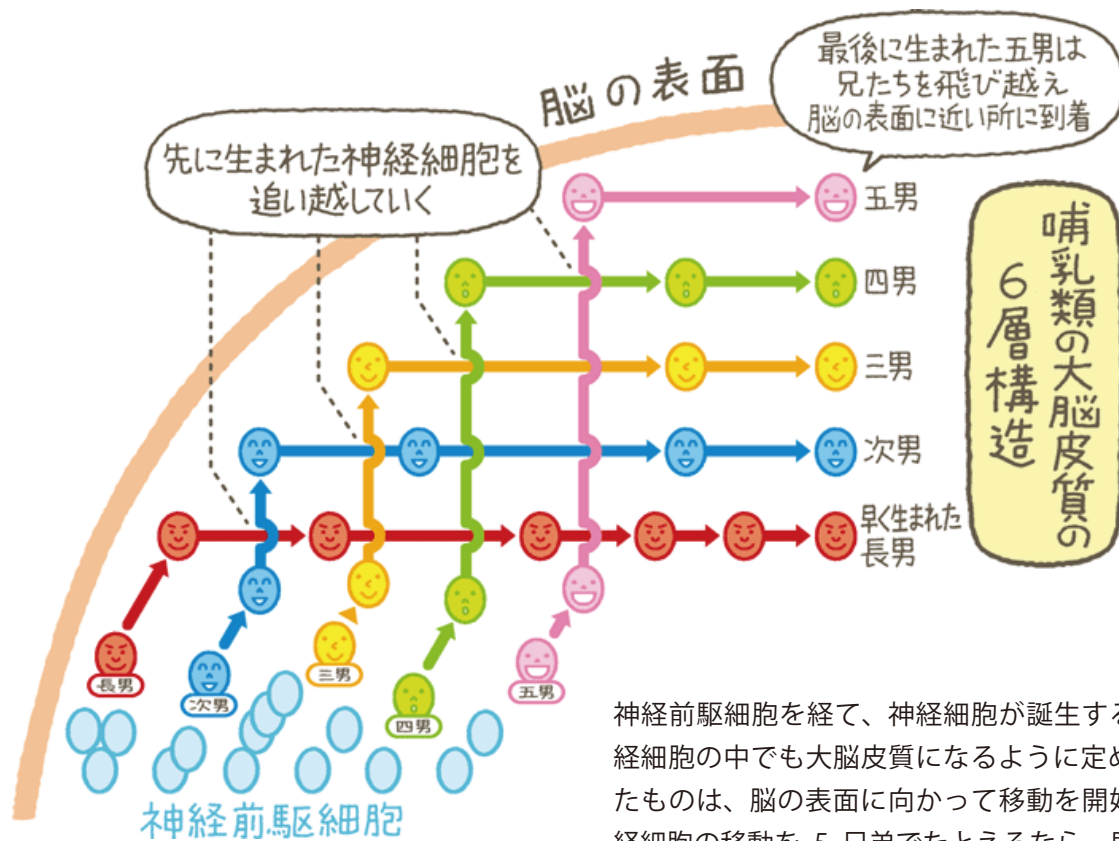 脳の表面
最後に生まれた五男は
兄たちを飛び越え
脳の表面に近い所に到着
先に生まれた神経細胞を
追い越していく
五男
四男
三男
次男
早く生まれた
長男
哺乳類の大脳皮質の
6層構造
長男
次男
三男
四男
五男
神経前駆細胞
神経前駆細胞を経て、神経細胞が誕生する
経細胞の中でも大脳皮質になるように定め
たものは、脳の表面に向かって移動を開始